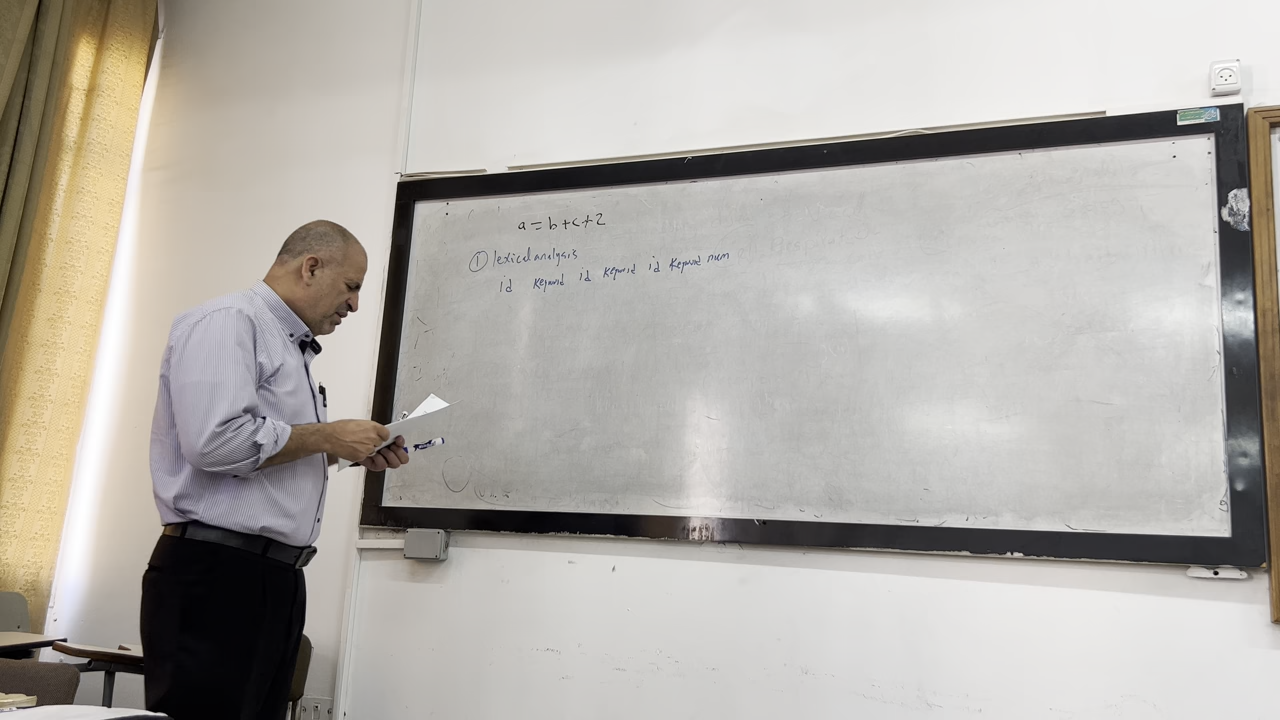 a = b + c + 2
① lexical analysis
id keyword id keyword id keyword num